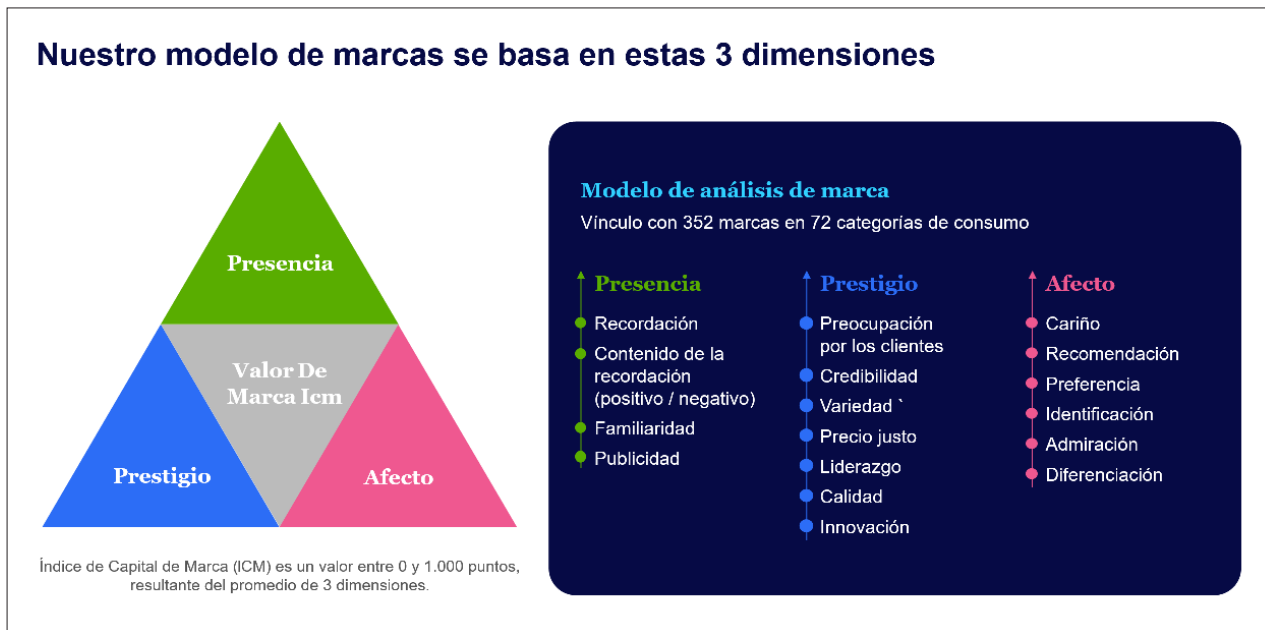 Nuestro modelo de marcas se basa en estas 3 dimensiones
Presencia
Valor De
Marca Icm
Prestigio
Afecto
Índice de Capital de Marca (ICM) es un valor entre 0 y 1.000 puntos,
resultante del promedio de 3 dimensiones.
Modelo de análisis de marca
Vínculo con 352 marcas en 72 categorías de consumo
Presencia
Recordación
Contenido de la
recordación
(positivo / negativo)
Familiaridad
Publicidad
Prestigio
Preocupación
por los clientes
Credibilidad
Variedad `
Precio justo
Liderazgo
Calidad
Innovación
Afecto
Cariño
Recomendación
Preferencia
Identificación
Admiración
Diferenciación